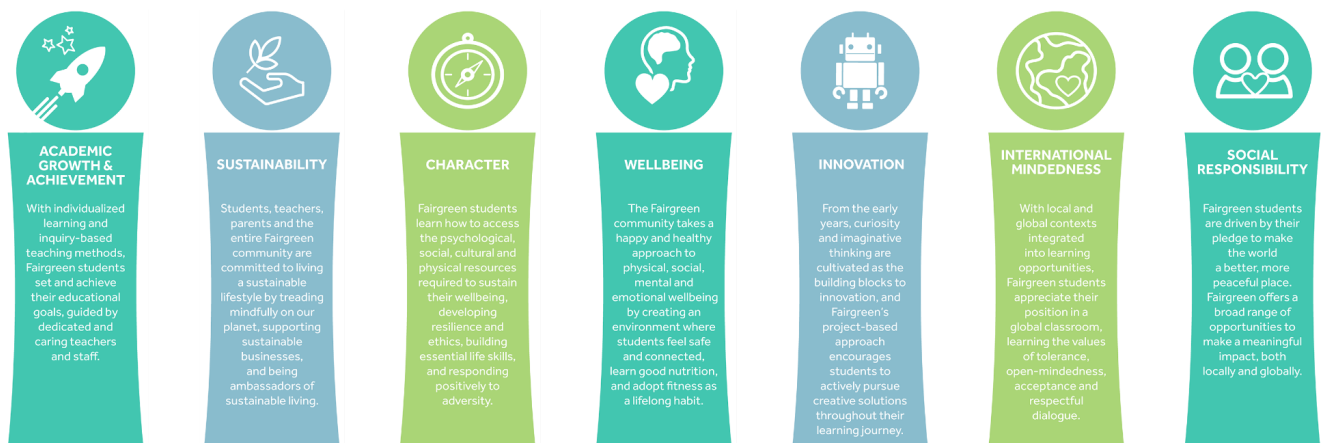 ACADEMIC
GROWTH &
ACHIEVEMENT
With individualized
learning and
inquiry-based
teaching methods,
Fairgreen students
set and achieve
their educational
goals, guided by
dedicated and
caring teachers
and staff.
SUSTAINABILITY
Students, teachers,
parents and the
entire Fairgreen
community are
committed to living
a sustainable
lifestyle by treading
mindfully on our
planet, supporting
sustainable
businesses,
and being
ambassadors of
sustainable living.
CHARACTER
Fairgreen students
learn how to access
the psychological,
social, cultural and
physical resources
required to sustain
their wellbeing,
developing
resilience and
ethics, building
essential life skills,
and responding
positively to
adversity.
WELLBEING
The Fairgreen
community takes a
happy and healthy
approach to
physical, social,
mental and
emotional wellbeing
by creating an
environment where
students feel safe
and connected,
learn good nutrition,
and adopt fitness as
a lifelong habit.
INNOVATION
From the early
years, curiosity
and imaginative
thinking are
cultivated as the
building blocks to
innovation, and
Fairgreen's
project-based
approach
encourages
students to
actively pursue
creative solutions
throughout their
learning journey.
INTERNATIONAL
MINDEDNESS
With local and
global contexts
integrated
into learning
opportunities,
Fairgreen students
appreciate their
position in a
global classroom,
learning the values
of tolerance,
open-mindedness,
acceptance and
respectful
dialogue.
SOCIAL
RESPONSIBILITY
Fairgreen students
are driven by their
pledge to make
the world
a better, more
peaceful place.
Fairgreen offers a
broad range of
opportunities to
make a meaningful
impact, both
locally and globally.